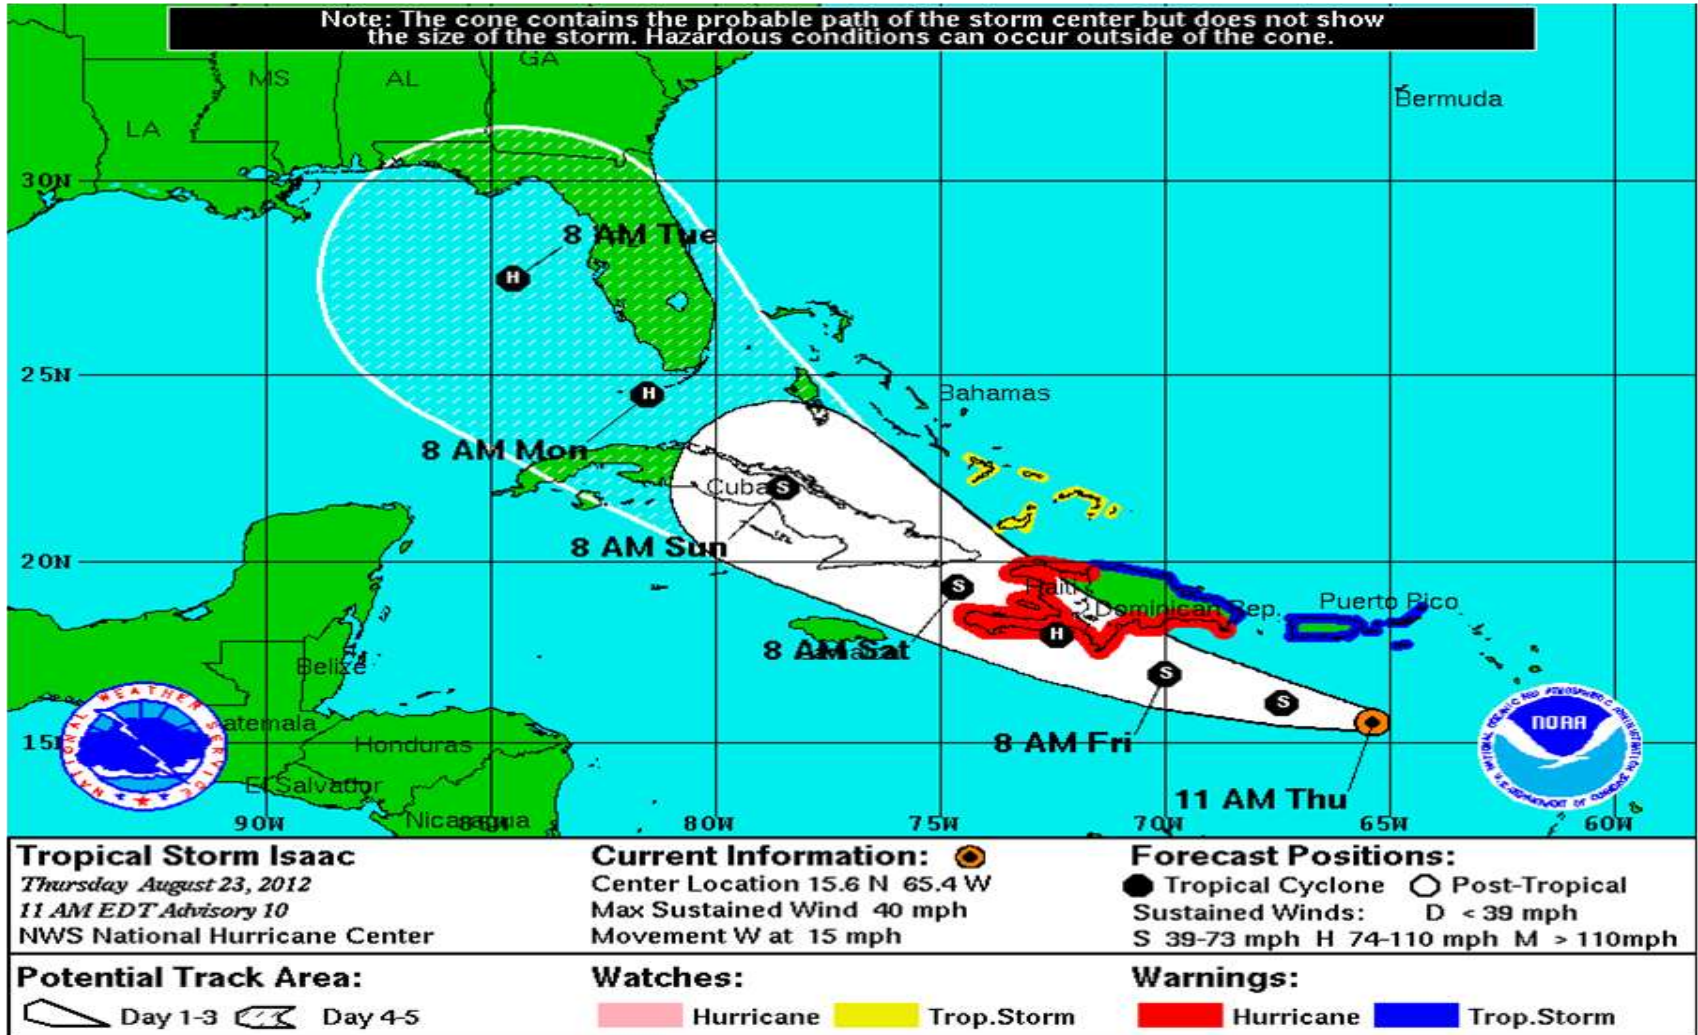 Note: The cone contains the probable path of the storm center but does not show
the size of the storm. Hazardous conditions can occur outside of the cone.
MS
AL
GA
LA
Bermuda
30N
8 AM Tue
H
25N
H
Bahamas
8 AM Mon
Cuba
S
8 AM Sun
20N
S
Haiti
Dominican Rep.
Puerto Rico
H
8 AM Sat
Belize
S
S
NATIONAL WEATHER SERVICE
NOAA
Honduras
15N
8 AM Fri
El Salvador
11 AM Thu
Nicaragua
90W
80W
75W
70W
65W
60W
Tropical Storm Isaac
Thursday August 23, 2012
11 AM EDT Advisory 10
NWS National Hurricane Center
Current Information:
Center Location 15.6 N 65.4 W
Max Sustained Wind 40 mph
Movement W at 15 mph
Forecast Positions:
Tropical Cyclone Post-Tropical
Sustained Winds: D < 39 mph
S 39-73 mph H 74-110 mph M > 110mph
Potential Track Area:
Day 1-3 Day 4-5
Watches:
Hurricane Trop.Storm
Warnings:
Hurricane Trop.Storm